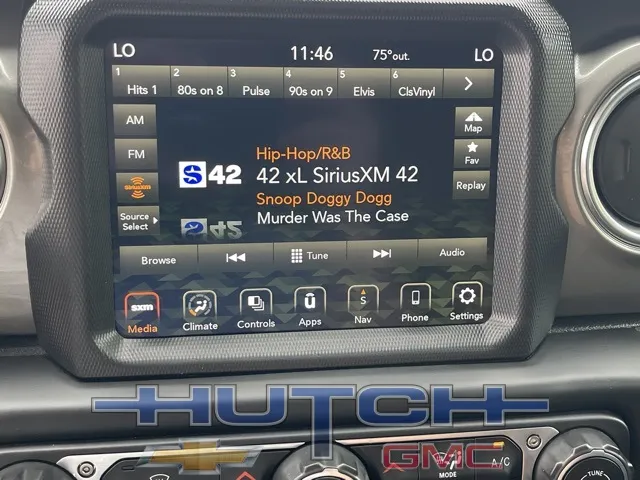 LO 11:46 75°out. LO
1 Hits 1 2 80s on 8 3 Pulse 4 90s on 9 5 Elvis 6 ClsVinyl >
AM
FM
SiriusXM
Source Select
Map
Fav
Replay
S 42
Hip-Hop/R&B
42 xL SiriusXM 42
Snoop Doggy Dogg
Murder Was The Case
Browse Tune Audio
sxm Media Climate Controls Apps S Nav Phone Settings
HUTCH
GMC
MODE A/C
TUNE